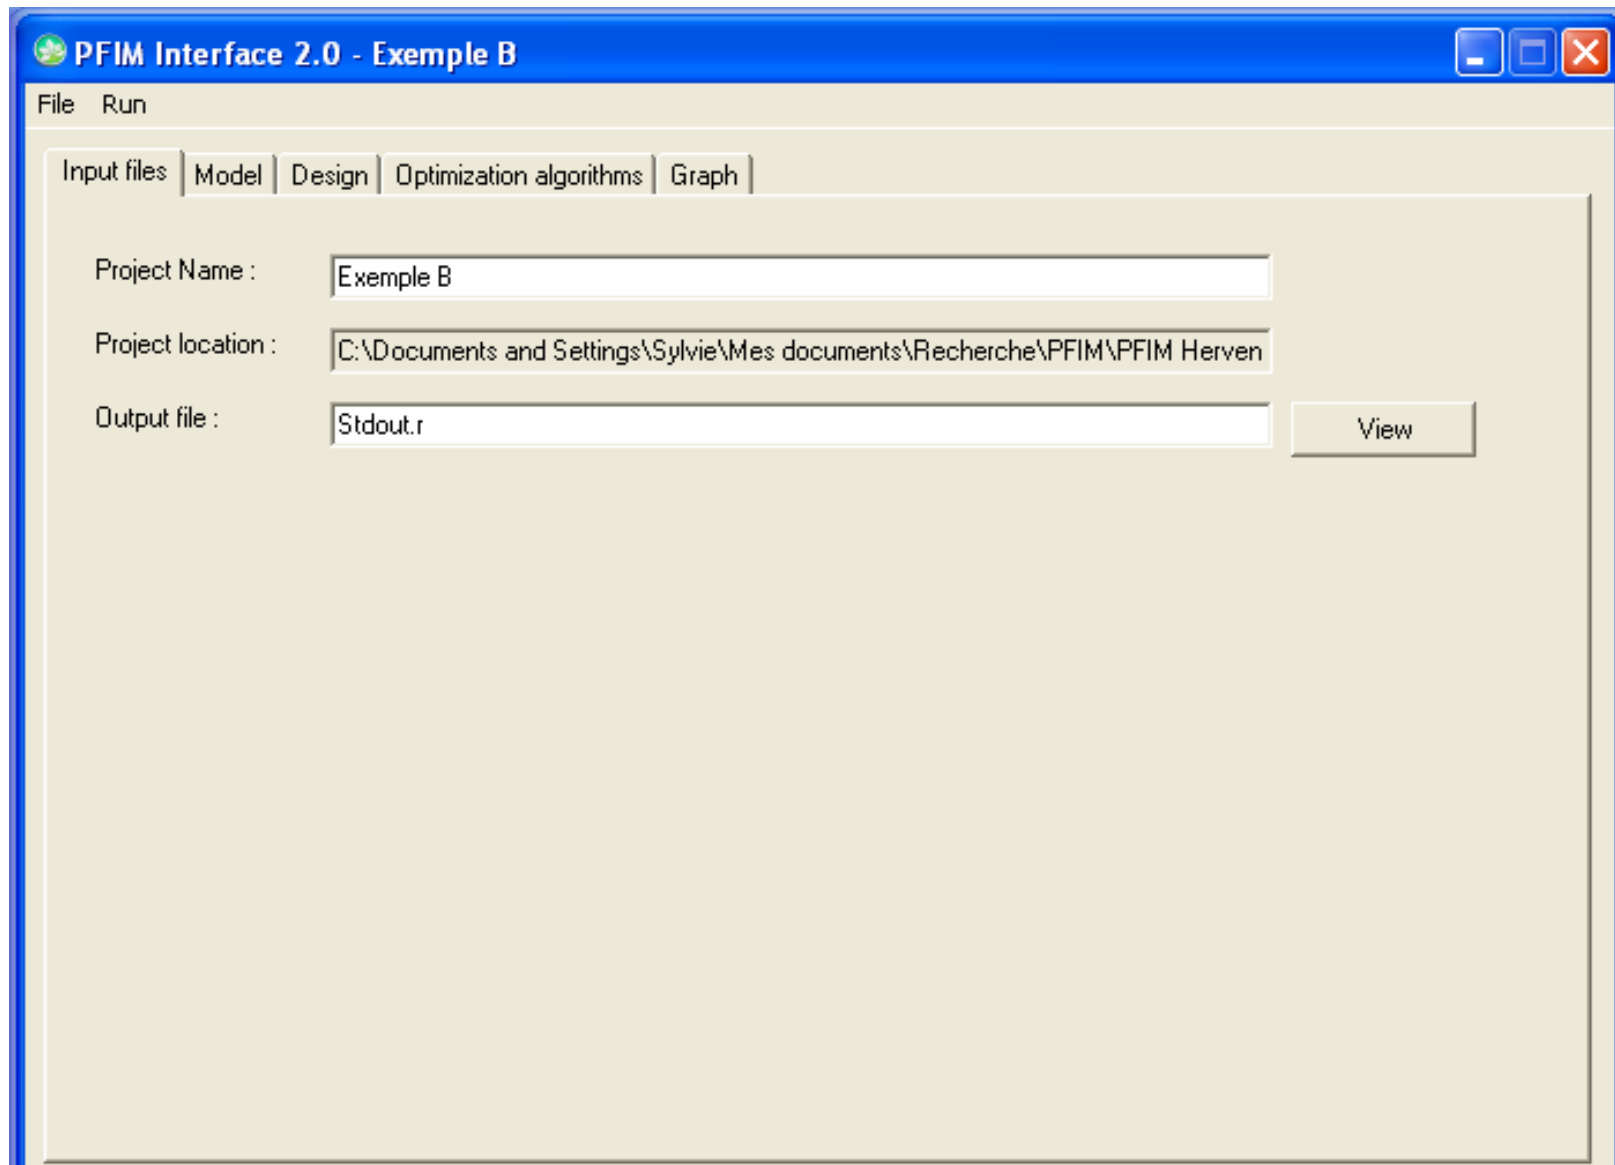 PFIM Interface 2.0 - Exemple B
File Run
Input files Model Design Optimization algorithms Graph
Project Name : Exemple B
Project location : C:\Documents and Settings\Sylvie\Mes documents\Recherche\PFIM\PFIM Herven
Output file : Stdout.r View